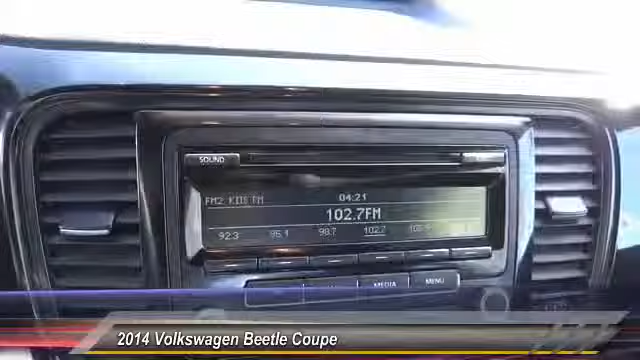 SOUND
FM2 KIIS FM 04:21
102.7FM
92.3 95.1 98.7 102.7
MEDIA MENU
2014 Volkswagen Beetle Coupe